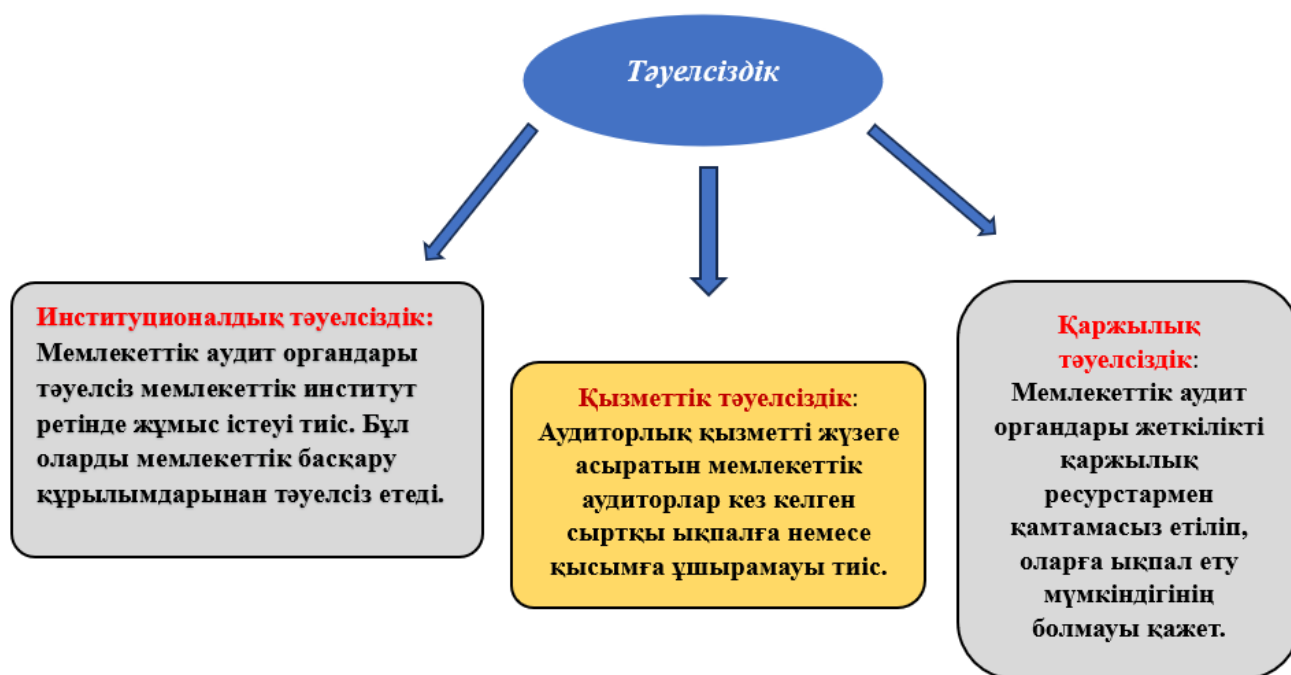 Тәуелсіздік
Институционалдық тәуелсіздік:
Мемлекеттік аудит органдары
тәуелсіз мемлекеттік институт
ретінде жұмыс істеуі тиіс. Бұл
оларды мемлекеттік басқару
құрылымдарынан тәуелсіз етеді.
Қызметтік тәуелсіздік:
Аудиторлық қызметті жүзеге
асыратын мемлекеттік
аудиторлар кез келген
сыртқы ықпалға немесе
қысымға ұшырамауы тиіс.
Қаржылық
тәуелсіздік:
Мемлекеттік аудит
органдары жеткілікті
қаржылық
ресурстармен
қамтамасыз етіліп,
оларға ықпал ету
мүмкіндігінің
болмауы қажет.